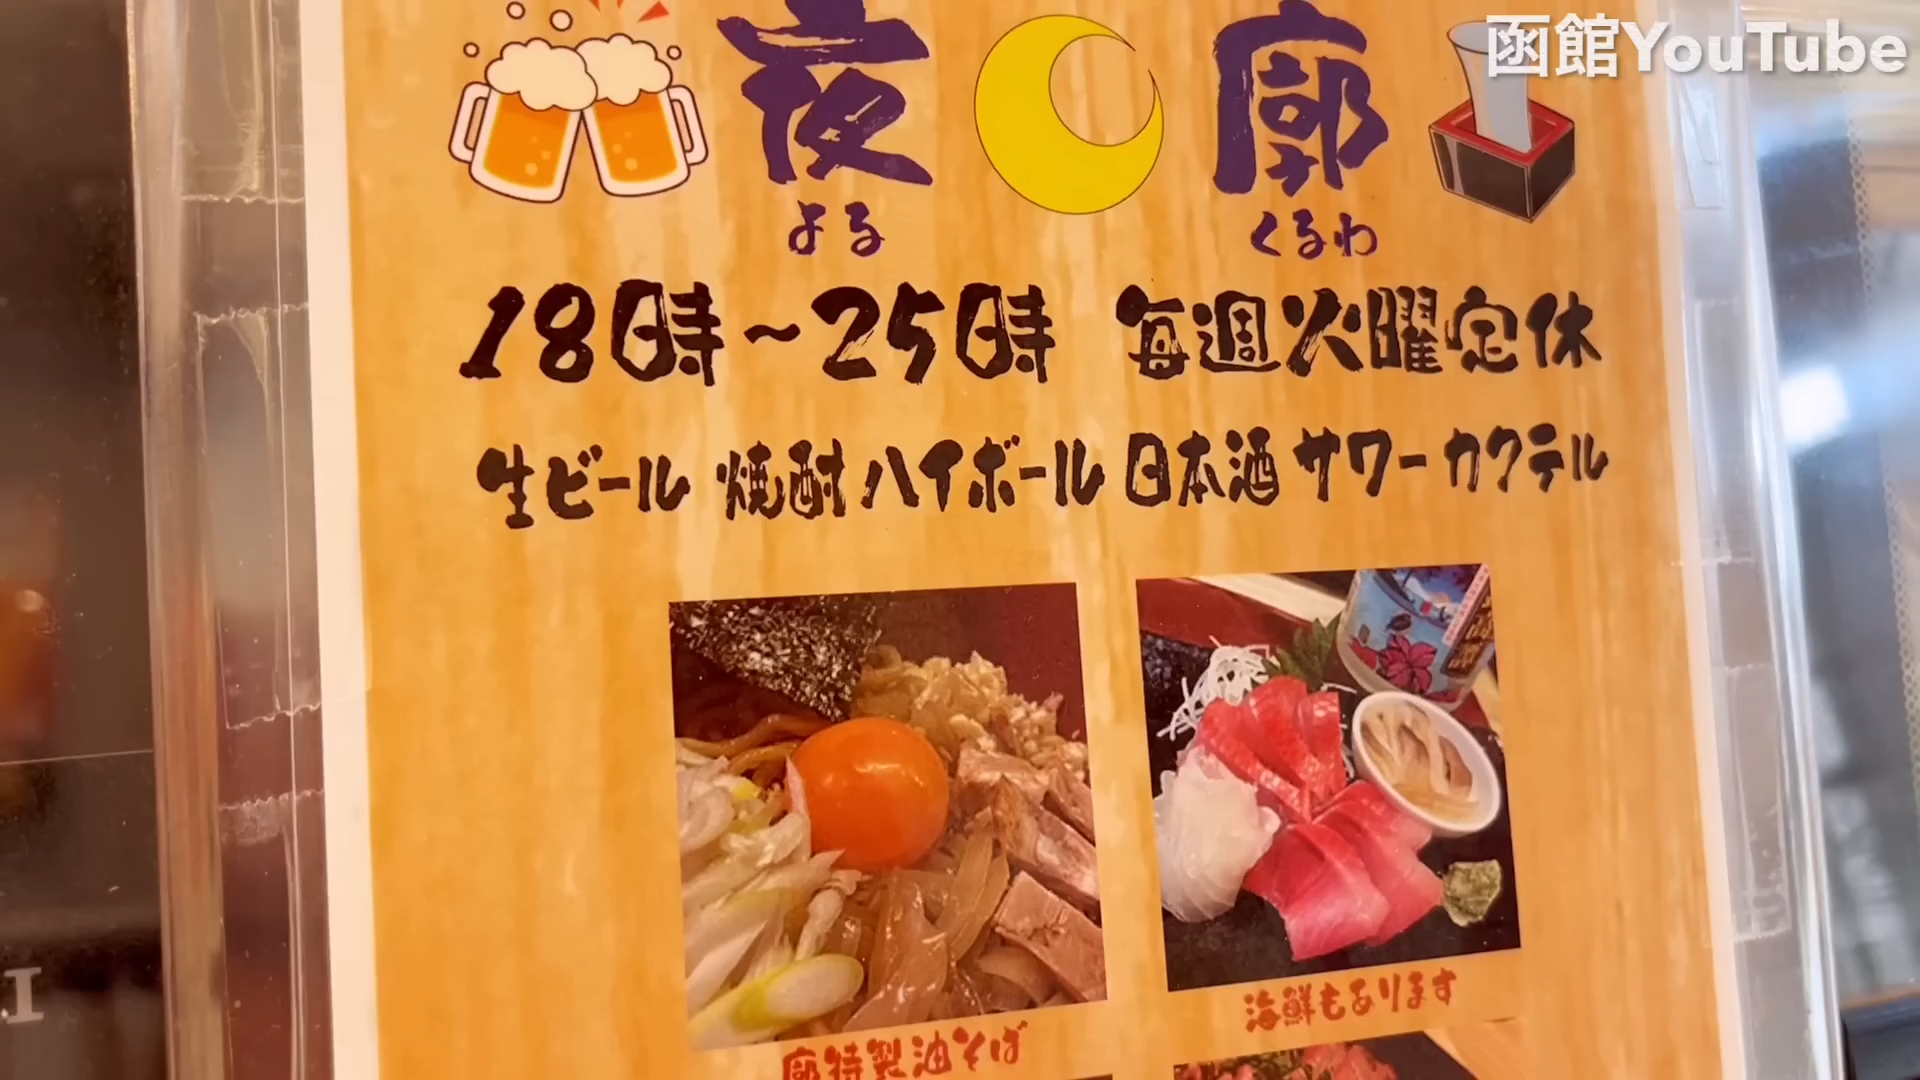 函館YouTube
夜 廓
よる くるわ
18時～25時 毎週火曜定休
生ビール 焼酎 ハイボール 日本酒 サワー カクテル
海鮮もあります
廓特製油そば